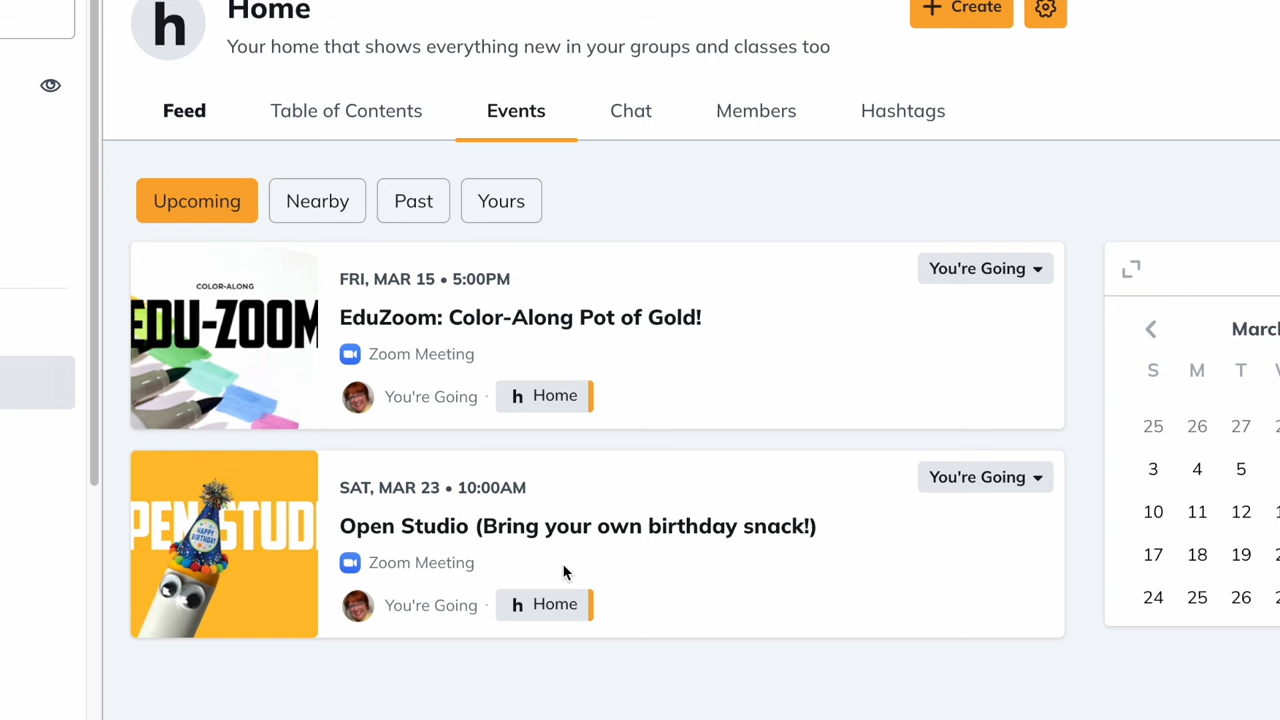 h
Home
Your home that shows everything new in your groups and classes too
+ Create
Feed Table of Contents Events Chat Members Hashtags
Upcoming Nearby Past Yours
COLOR-ALONG
EDU-ZOOM
FRI, MAR 15 • 5:00PM
You're Going
EduZoom: Color-Along Pot of Gold!
Zoom Meeting
You're Going · h Home
PEN STUDI
HAPPY BIRTHDAY
SAT, MAR 23 • 10:00AM
You're Going
Open Studio (Bring your own birthday snack!)
Zoom Meeting
You're Going · h Home
March
S M T
25 26 27
3 4 5
10 11 12
17 18 19
24 25 26